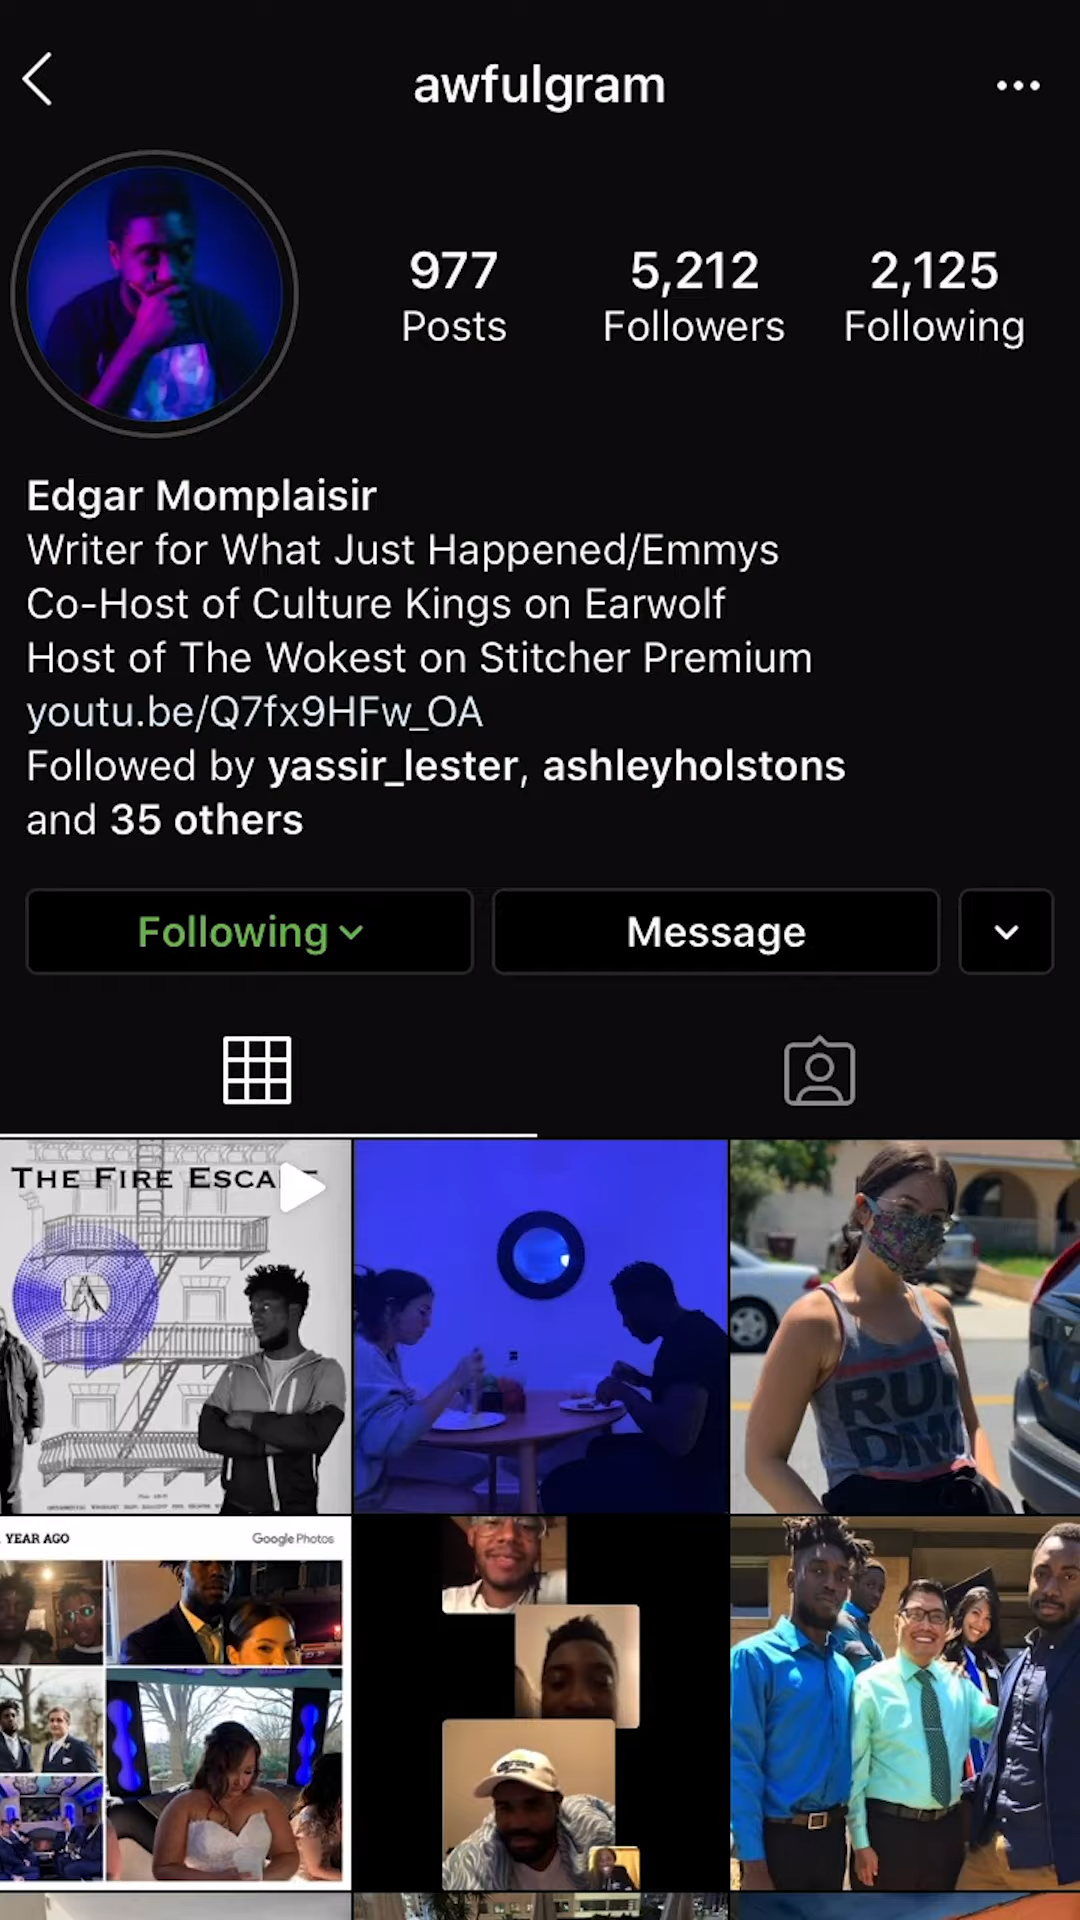 awfulgram
977
Posts
5,212
Followers
2,125
Following
Edgar Momplaisir
Writer for What Just Happened/Emmys
Co-Host of Culture Kings on Earwolf
Host of The Wokest on Stitcher Premium
youtu.be/Q7fx9HFw_OA
Followed by yassir_lester, ashleyholstons
and 35 others
Following
Message
THE FIRE ESCA
RU
DM
YEAR AGO
Google Photos